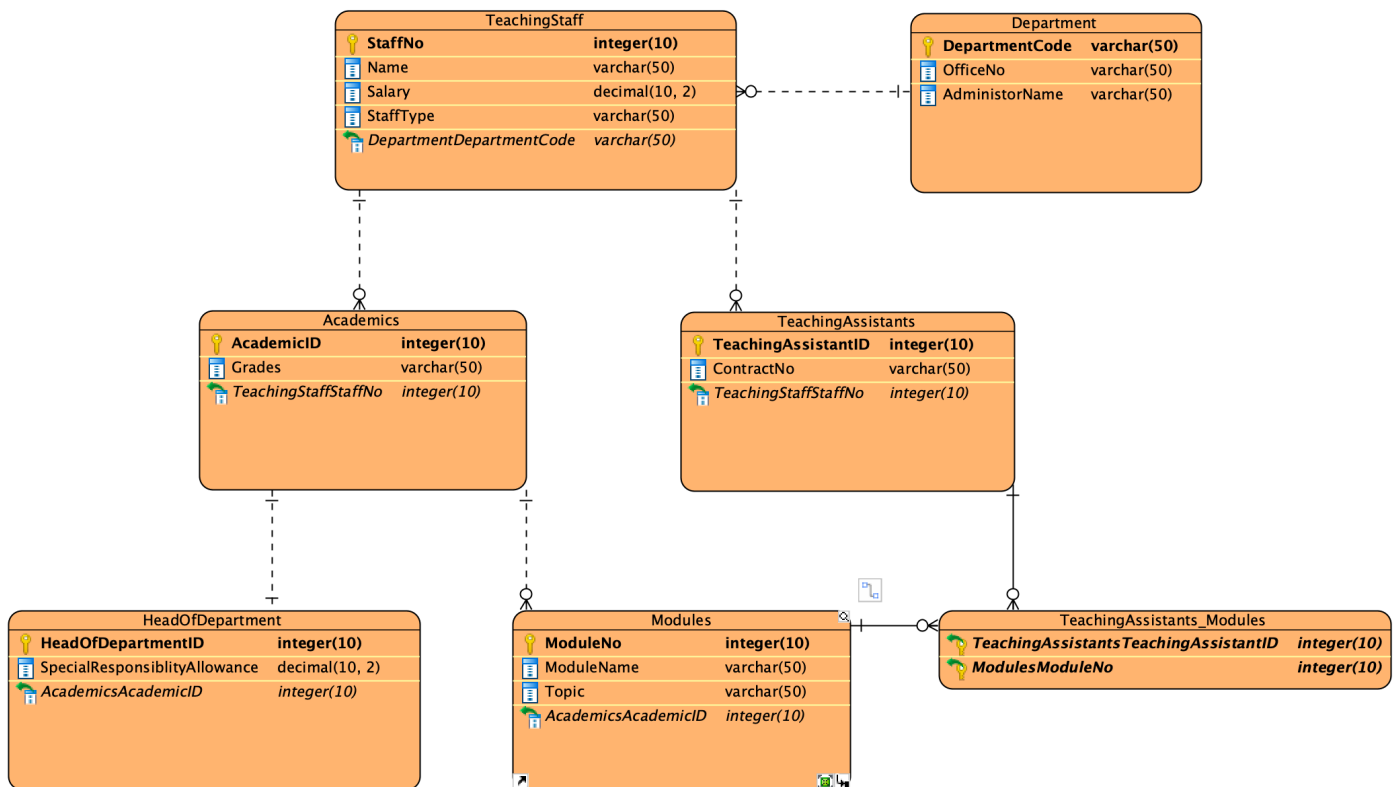 TeachingStaff
StaffNo integer(10)
Name varchar(50)
Salary decimal(10, 2)
StaffType varchar(50)
DepartmentDepartmentCode varchar(50)
Department
DepartmentCode varchar(50)
OfficeNo varchar(50)
AdministorName varchar(50)
Academics
AcademicID integer(10)
Grades varchar(50)
TeachingStaffStaffNo integer(10)
TeachingAssistants
TeachingAssistantID integer(10)
ContractNo varchar(50)
TeachingStaffStaffNo integer(10)
HeadOfDepartment
HeadOfDepartmentID integer(10)
SpecialResponsiblityAllowance decimal(10, 2)
AcademicsAcademicID integer(10)
Modules
ModuleNo integer(10)
ModuleName varchar(50)
Topic varchar(50)
AcademicsAcademicID integer(10)
TeachingAssistants_Modules
TeachingAssistantsTeachingAssistantID integer(10)
ModulesModuleNo integer(10)